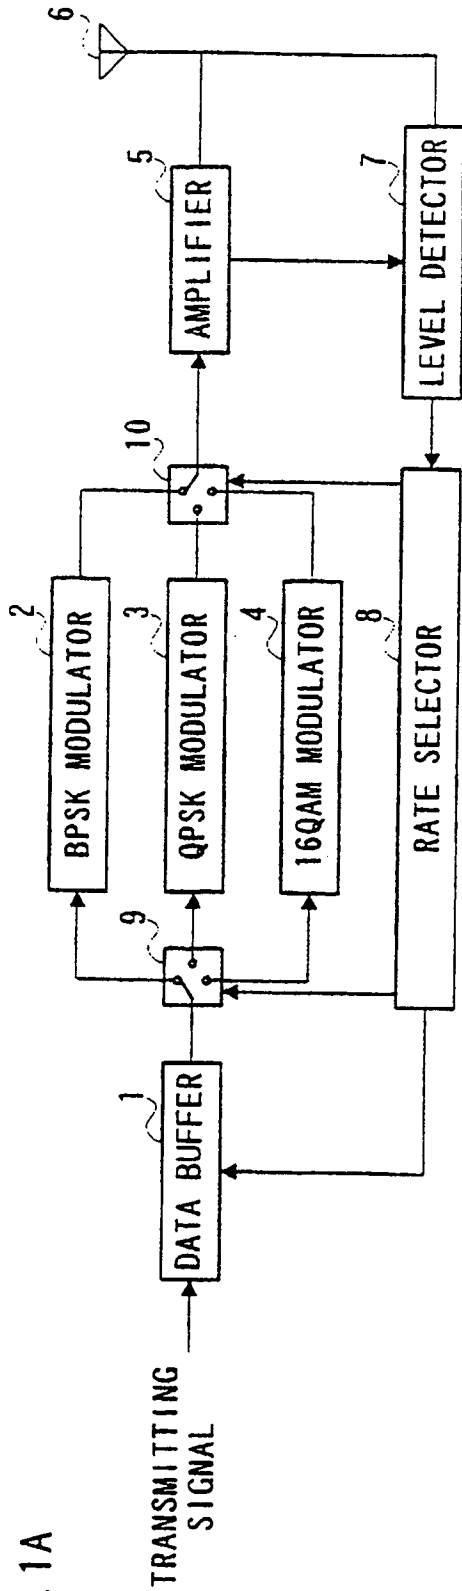 1A
TRANSMITTING
SIGNAL
1
DATA BUFFER
9
2
BPSK MODULATOR
3
QPSK MODULATOR
4
16QAM MODULATOR
10
5
AMPLIFIER
6
7
LEVEL DETECTOR
8
RATE SELECTOR